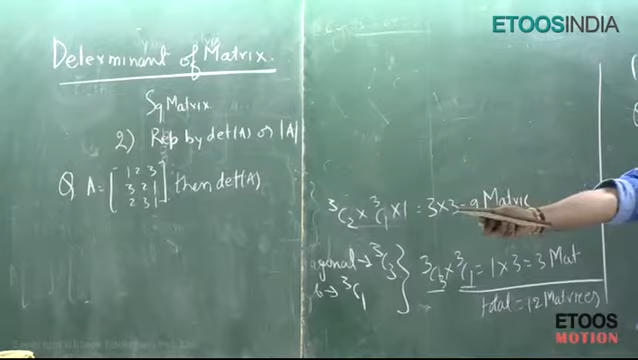 ETOOSINDIA
Determinant of Matrix.
Sq Matrix
2) Rep by det(A) or |A|
Q A = [ 1 2 3
3 2 1
2 3 1 ], then det(A)
³C₂ × ³C₁ × 1 = 3×3 = 9 Matric
agonal → ³C₃
→ ³C₁
} ³C₃ × ³C₁ = 1 × 3 = 3 Mat
total = 12 Matrices
ETOOS
MOTION